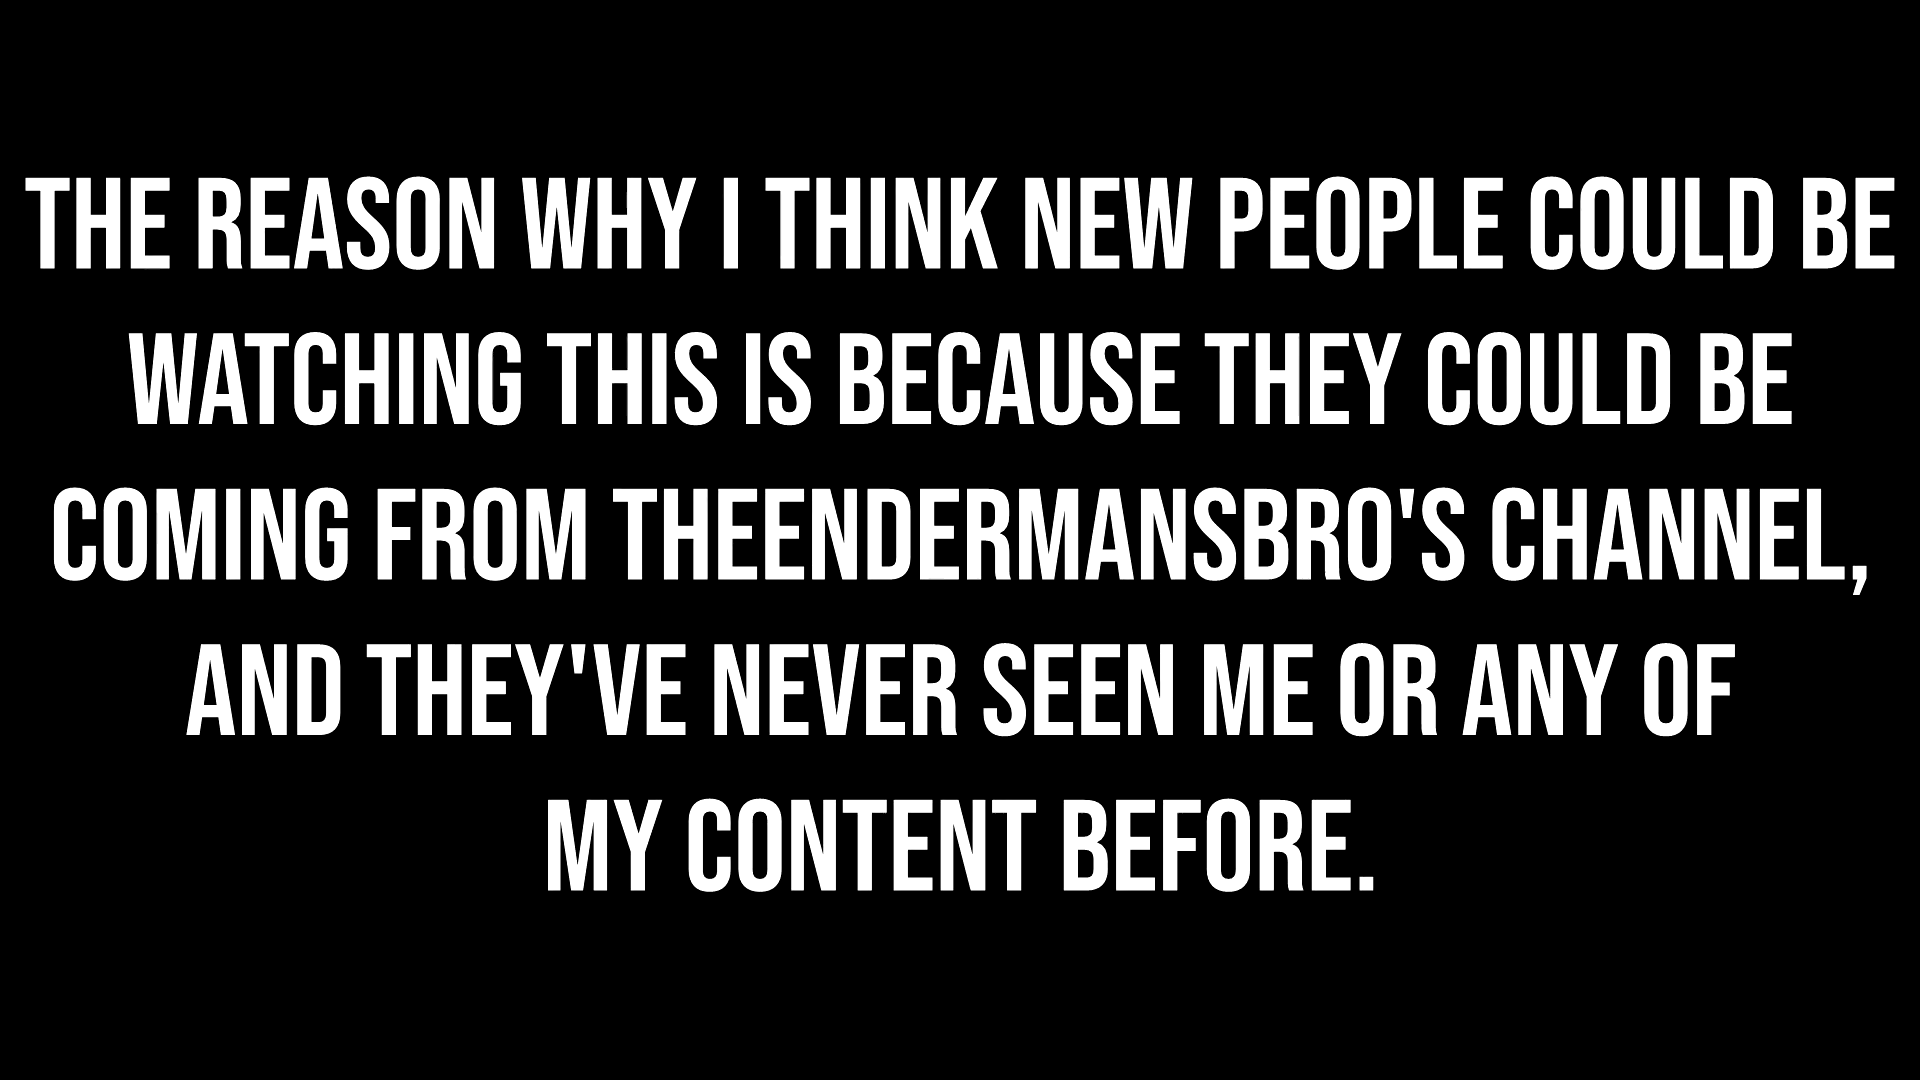 THE REASON WHY I THINK NEW PEOPLE COULD BE
WATCHING THIS IS BECAUSE THEY COULD BE
COMING FROM THEENDERMANSBRO'S CHANNEL,
AND THEY'VE NEVER SEEN ME OR ANY OF
MY CONTENT BEFORE.